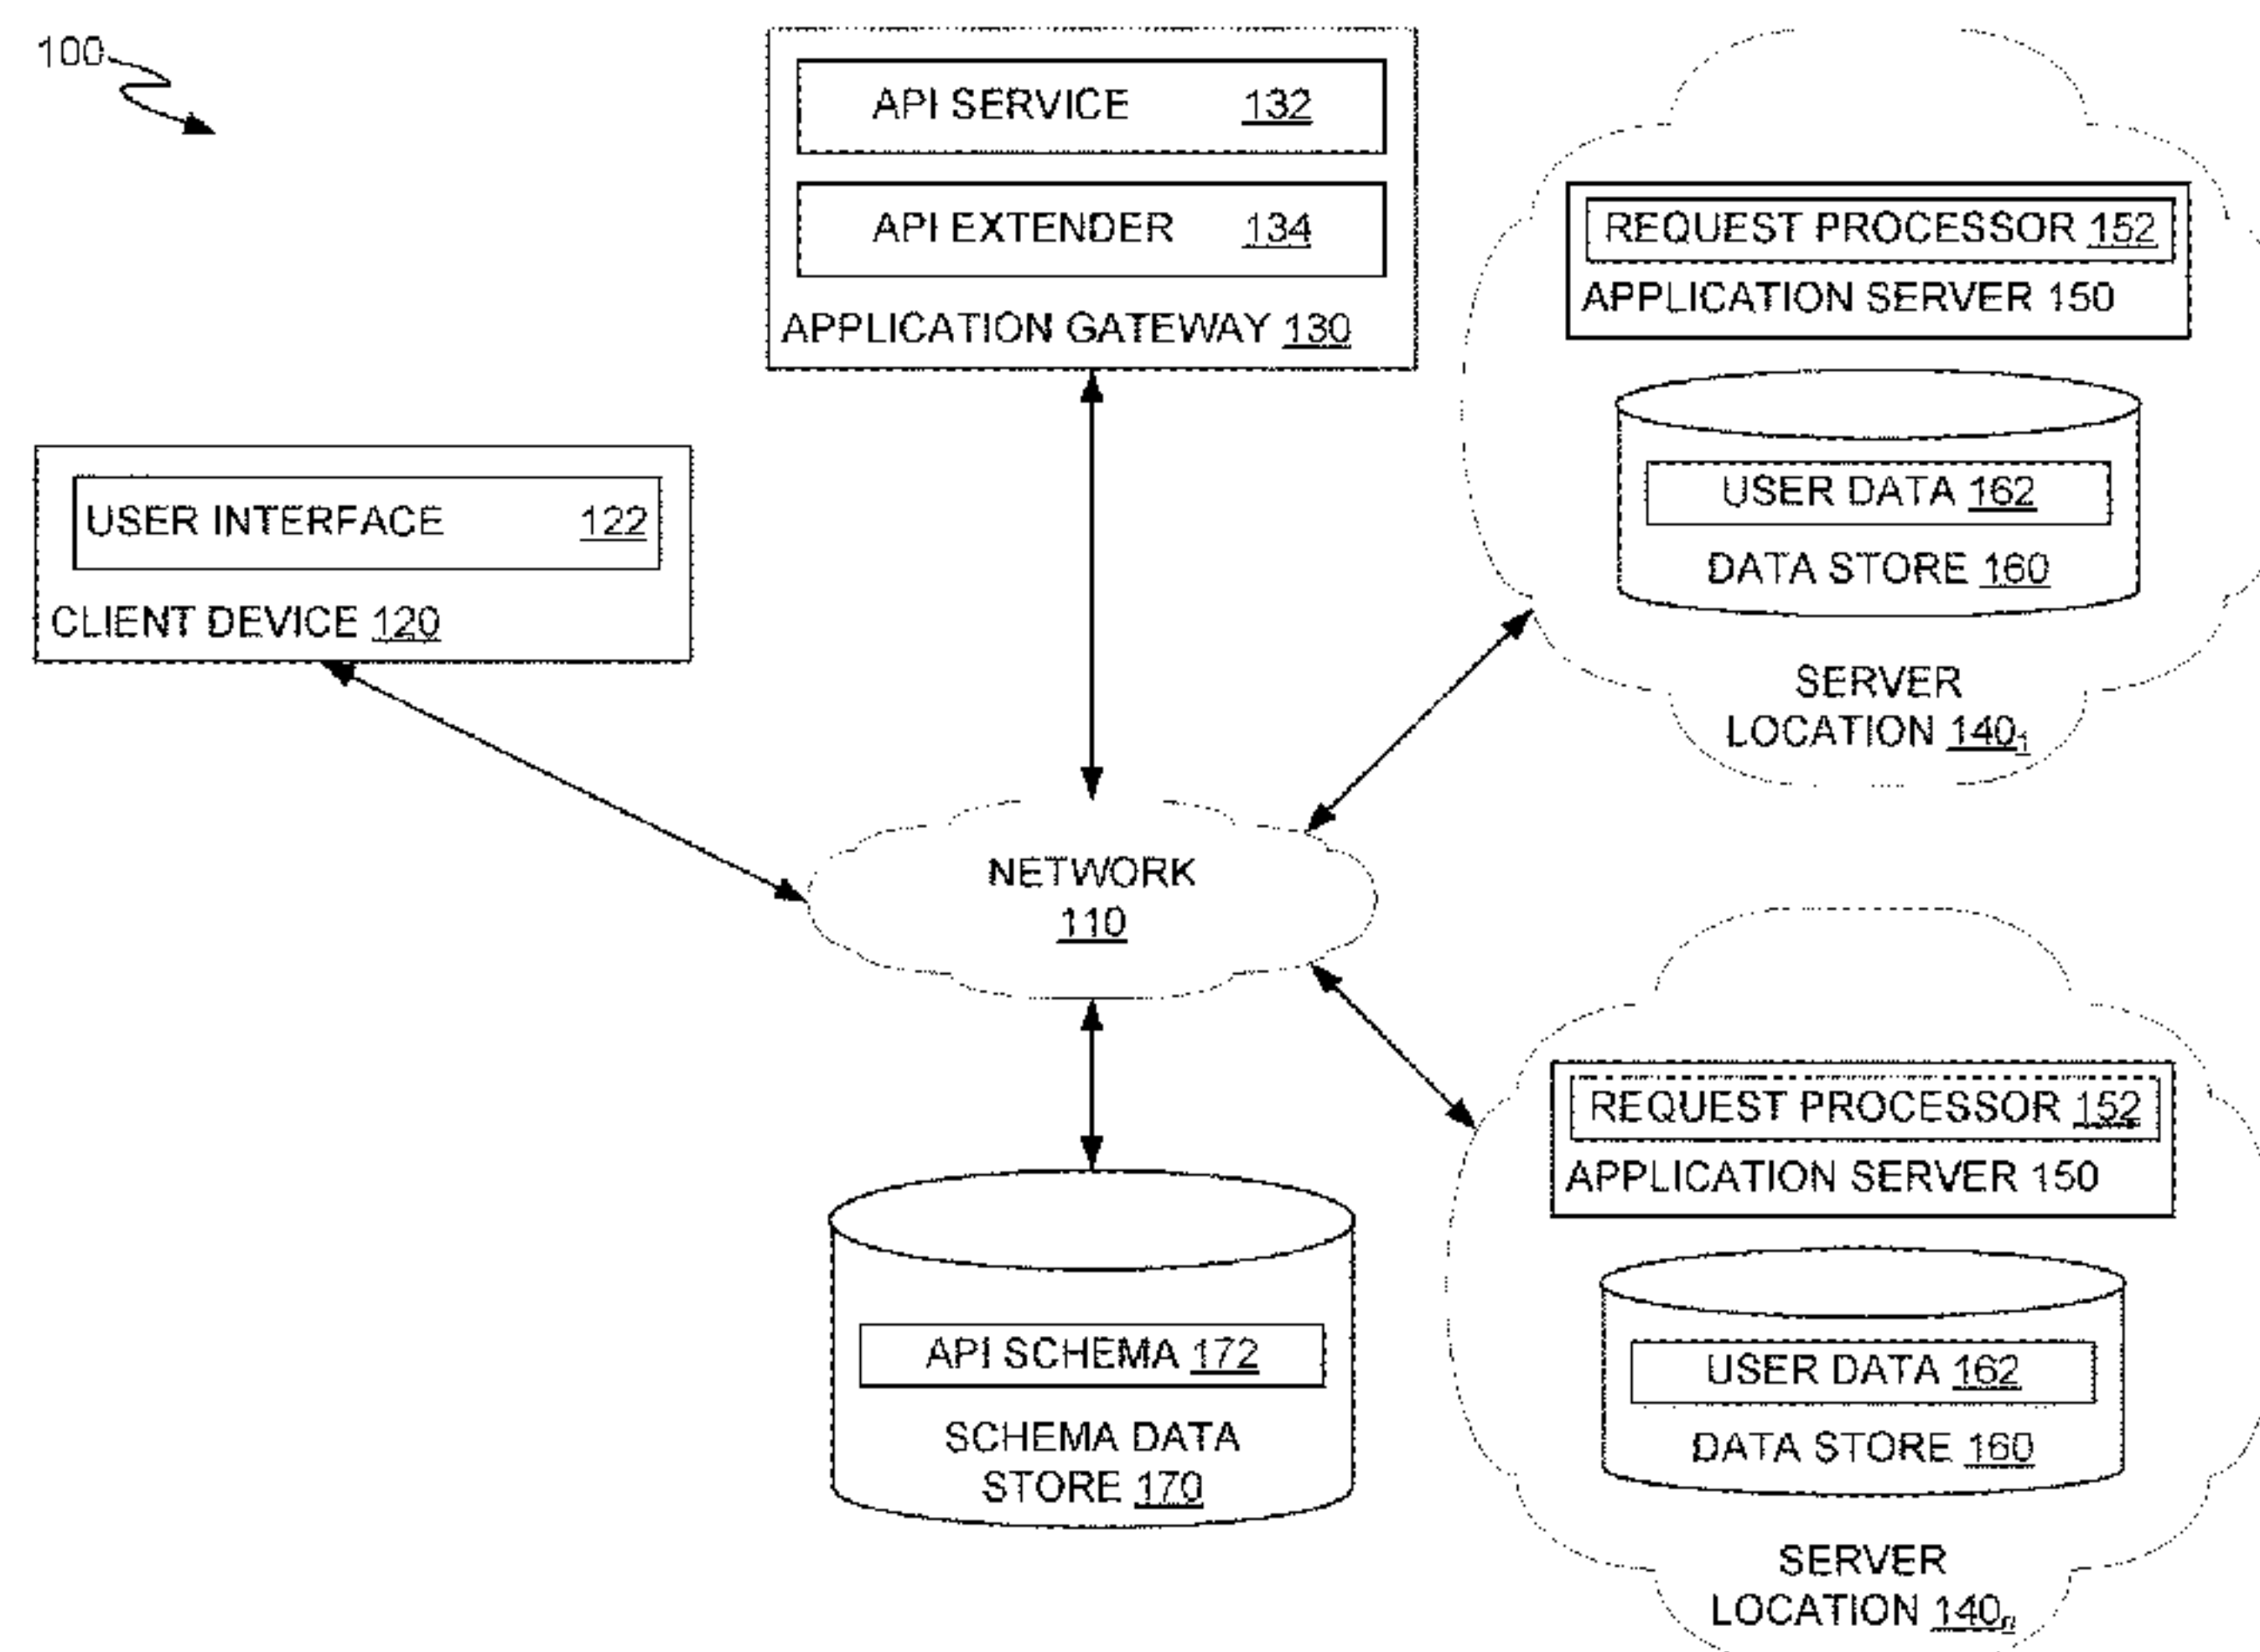 100
API SERVICE 132
API EXTENDER 134
APPLICATION GATEWAY 130
REQUEST PROCESSOR 152
APPLICATION SERVER 150
USER DATA 162
DATA STORE 160
SERVER
LOCATION 140₁
USER INTERFACE 122
CLIENT DEVICE 120
NETWORK
110
REQUEST PROCESSOR 152
APPLICATION SERVER 150
USER DATA 162
DATA STORE 160
SERVER
LOCATION 140ₙ
API SCHEMA 172
SCHEMA DATA
STORE 170